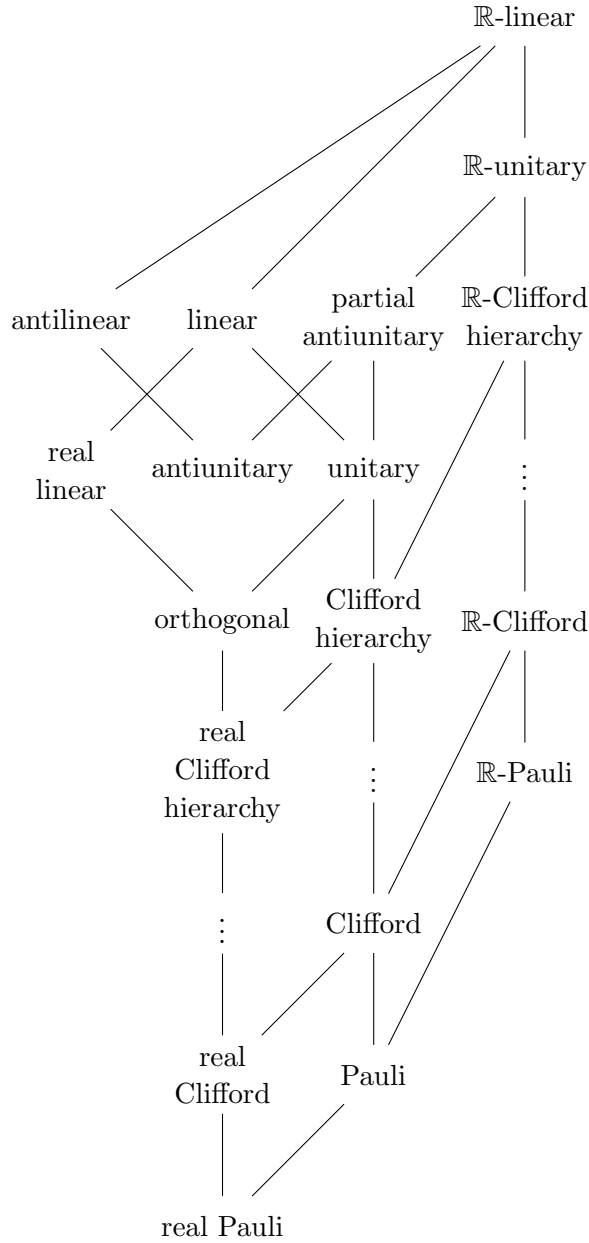 ℝ-linear
ℝ-unitary
antilinear
linear
partial
antiunitary
ℝ-Clifford
hierarchy
real
linear
antiunitary
unitary
⋮
orthogonal
Clifford
hierarchy
ℝ-Clifford
real
Clifford
hierarchy
⋮
ℝ-Pauli
⋮
Clifford
real
Clifford
Pauli
real Pauli